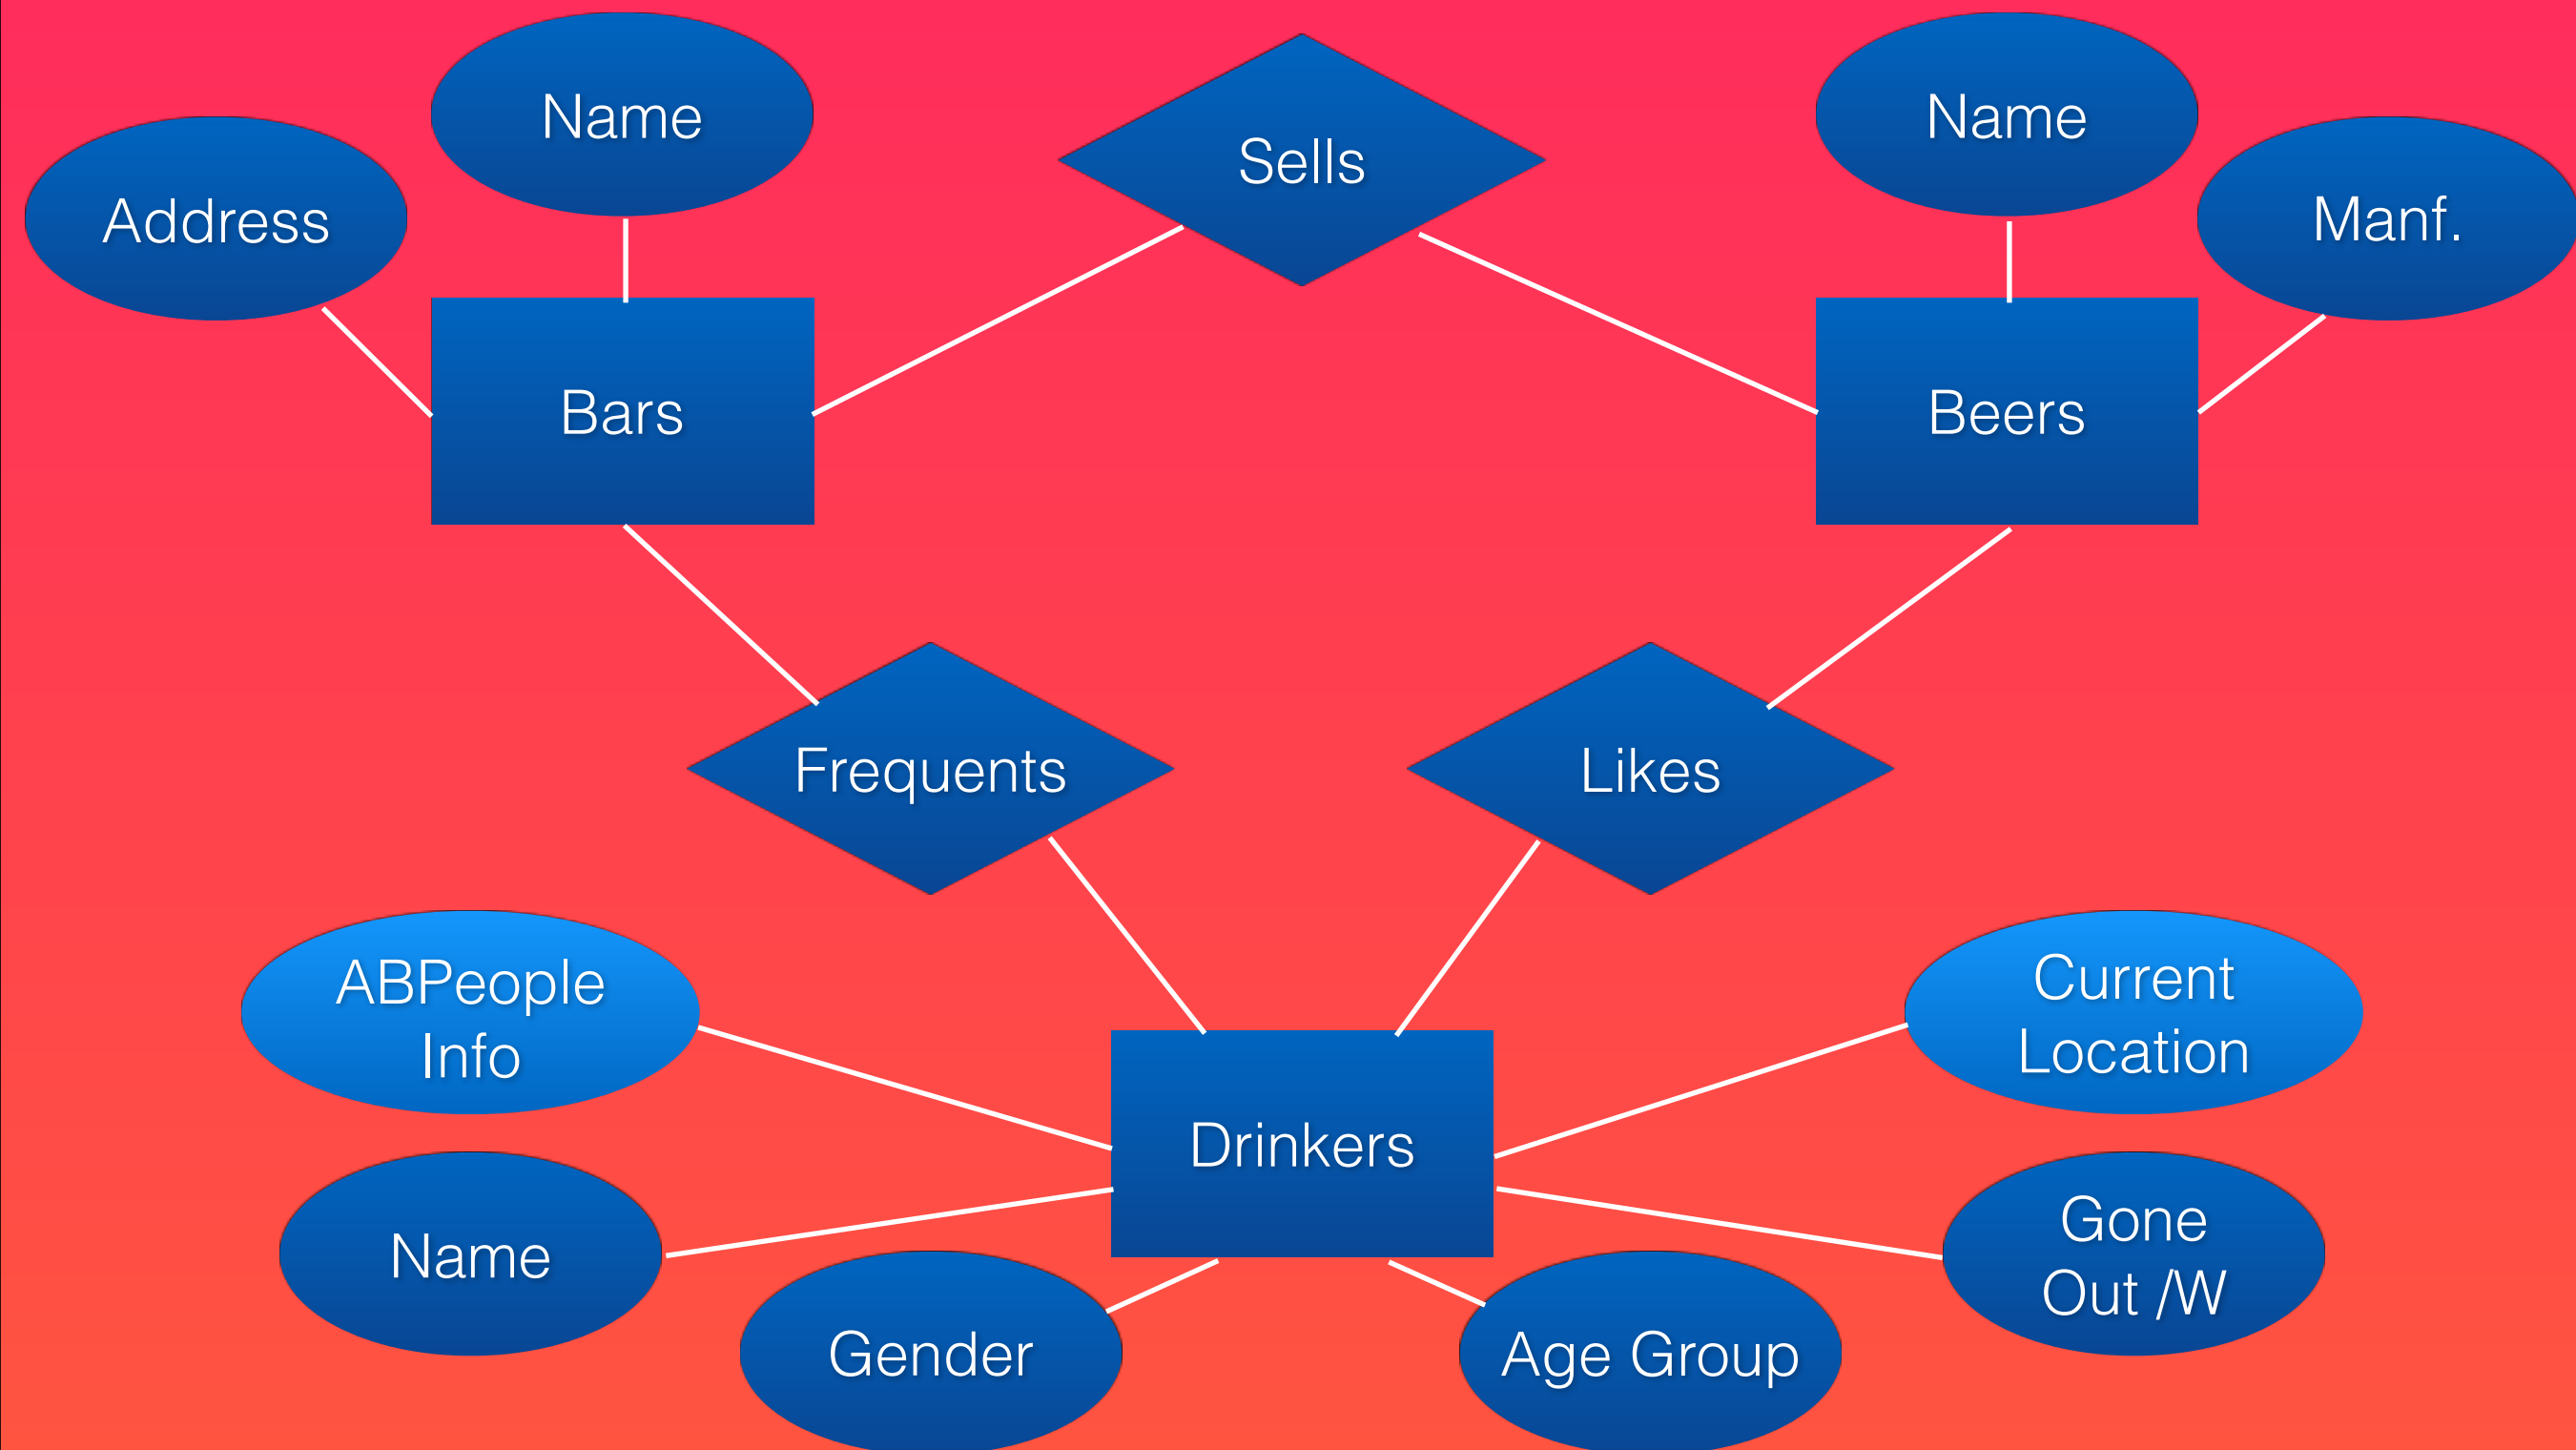 Name
Sells
Name
Address
Manf.
Bars
Beers
Frequents
Likes
ABPeople
Info
Current
Location
Drinkers
Name
Gone
Out /W
Gender
Age Group